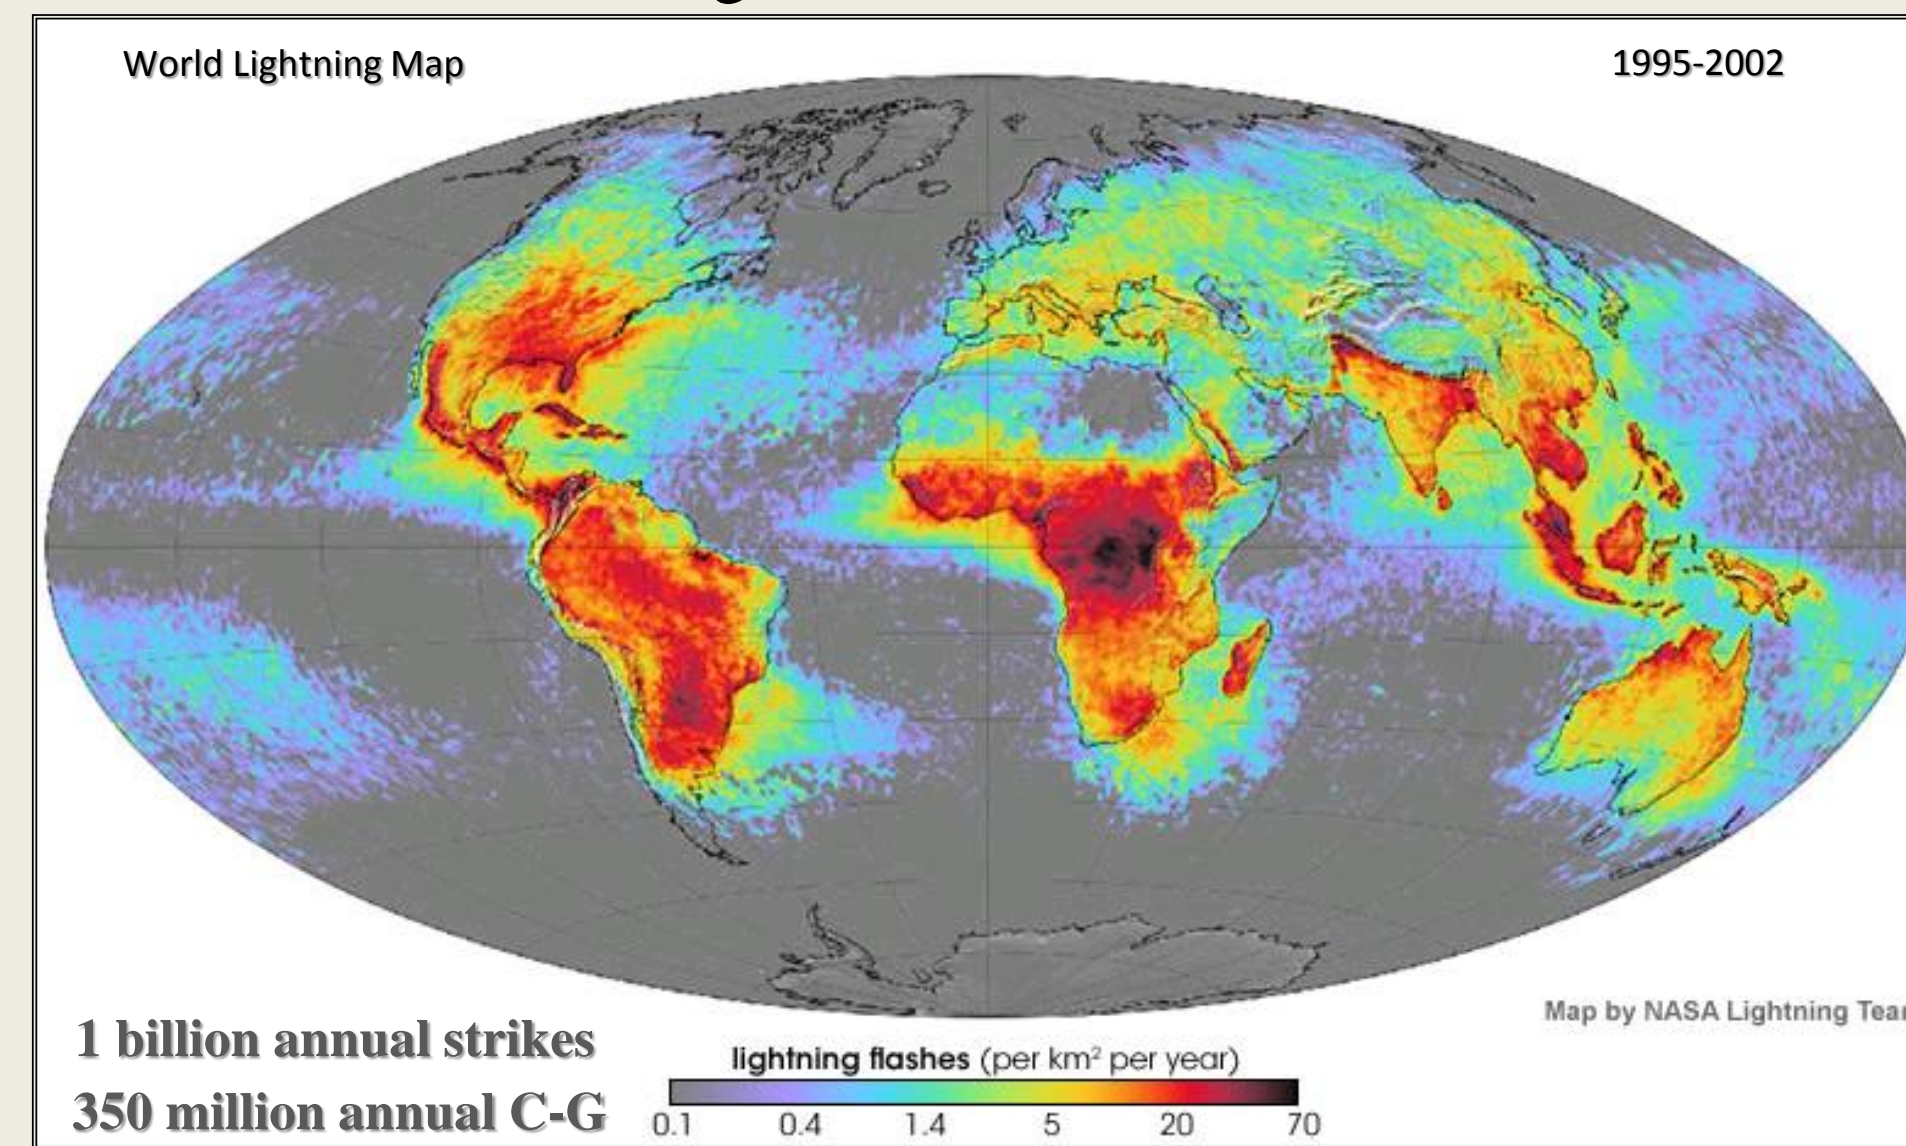 World Lightning Map
1995-2002
Map by NASA Lightning
1 billion annual strikes
350 million annual C-G
lightning flashes (per km² per year)
0.1 0.4 1.4 5 20 70